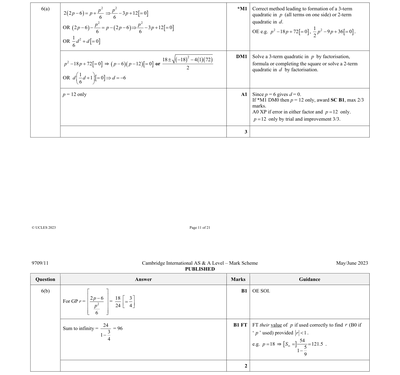 6(a)
2(2p−6) = p + p²/6 ⇒ p²/6 −3p+12[=0]
OR (2p−6) − p²/6 = p−(2p−6) ⇒ p²/6 −3p+12[=0]
OR 1/6 d² + d[=0]
*M1
Correct method leading to formation of a 3-term
quadratic in p (all terms on one side) or 2-term
quadratic in d.
OE e.g. p² −18p+72[=0], 1/2 p² −9p+36[=0].
p² −18p+72[=0] ⇒ (p−6)(p−12)[=0] or 18±√((−18)²−4(1)(72)) / 2
OR d(1/6 d+1)[=0] ⇒ d=−6
DM1
Solve a 3-term quadratic in p by factorisation,
formula or completing the square or solve a 2-term
quadratic in d by factorisation.
p = 12 only
A1
Since p = 6 gives d = 0.
If *M1 DM0 then p = 12 only, award SC B1, max 2/3
marks.
A0 XP if error in either factor and p = 12 only.
p = 12 only by trial and improvement 3/3.
3
© UCLES 2023
Page 11 of 21
9709/11
Cambridge International AS & A Level – Mark Scheme
PUBLISHED
May/June 2023
Question
Answer
Marks
Guidance
6(b)
For GP r = [(2p−6) / (p²/6)] = 18/24 [= 3/4]
B1
OE SOI.
Sum to infinity = 24 / (1 − 3/4) = 96
B1 FT
FT their value of p if used correctly to find r (B0 if
"p" used) provided |r| < 1.
e.g. p=18 ⇒ [S∞ =] 54 / (1 − 5/9) = 121.5 .
2